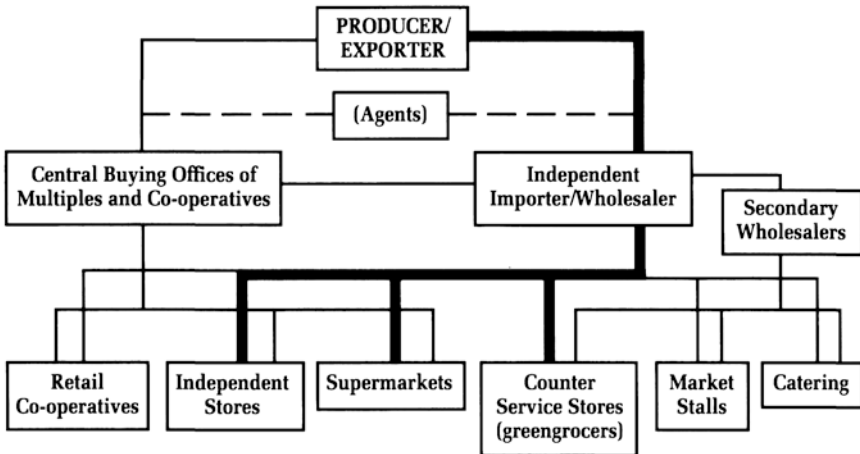 PRODUCER/
EXPORTER
(Agents)
Central Buying Offices of
Multiples and Co-operatives
Independent
Importer/Wholesaler
Secondary
Wholesalers
Retail
Co-operatives
Independent
Stores
Supermarkets
Counter
Service Stores
(greengrocers)
Market
Stalls
Catering